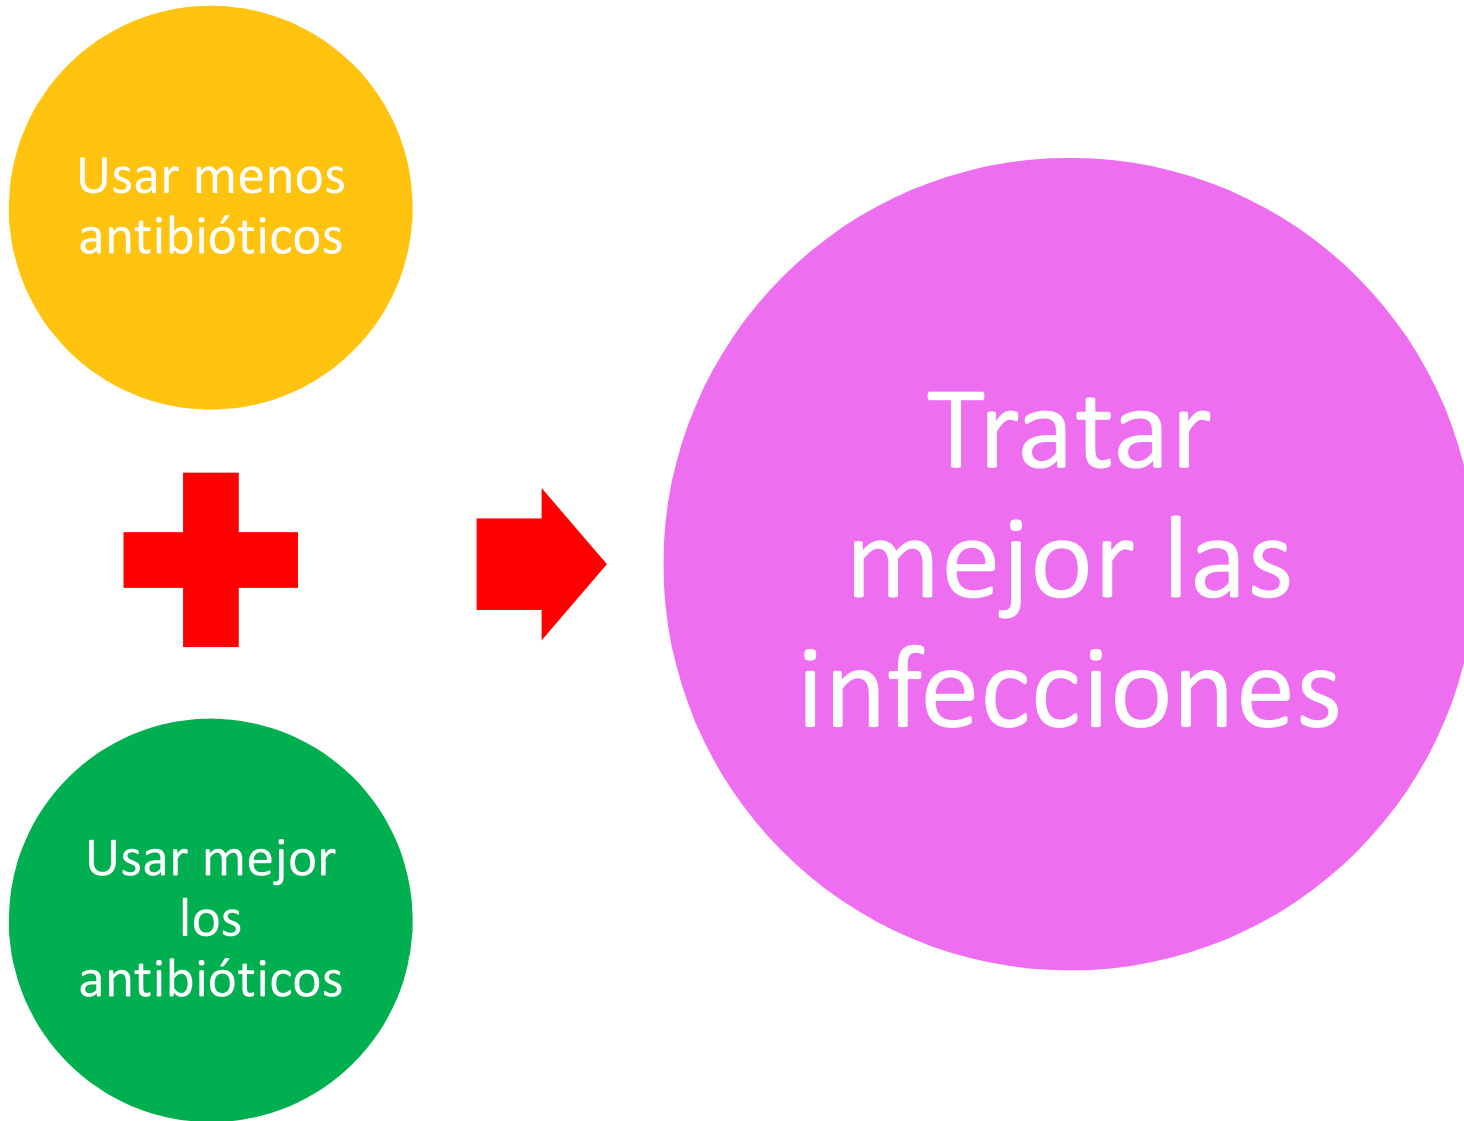 Usar menos
antibióticos
Usar mejor
los
antibióticos
Tratar
mejor las
infecciones